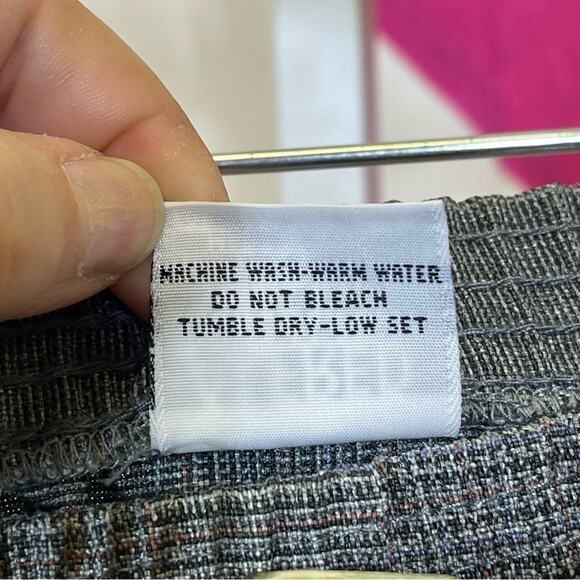 MACHINE WASH-WARM WATER
DO NOT BLEACH
TUMBLE DRY-LOW SET